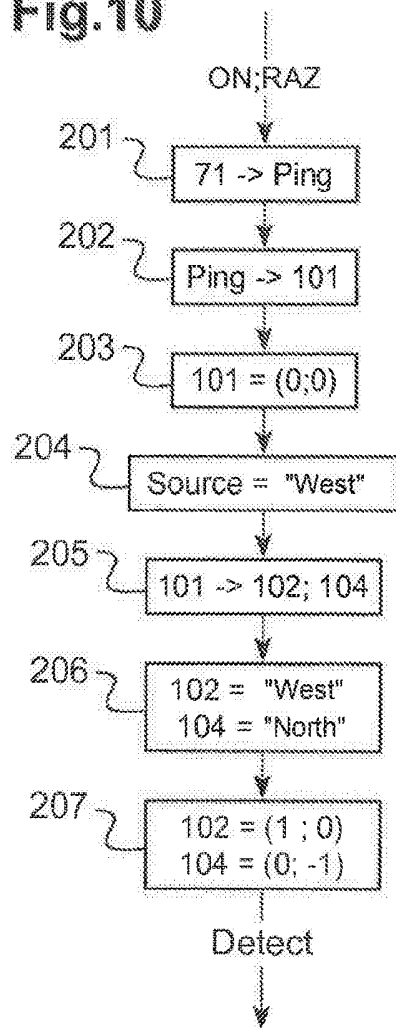 Fig.10
ON;RAZ
201
71 -> Ping
202
Ping -> 101
203
101 = (0;0)
204
Source = "West"
205
101 -> 102; 104
206
102 = "West"
104 = "North"
207
102 = (1 ; 0)
104 = (0; -1)
Detect